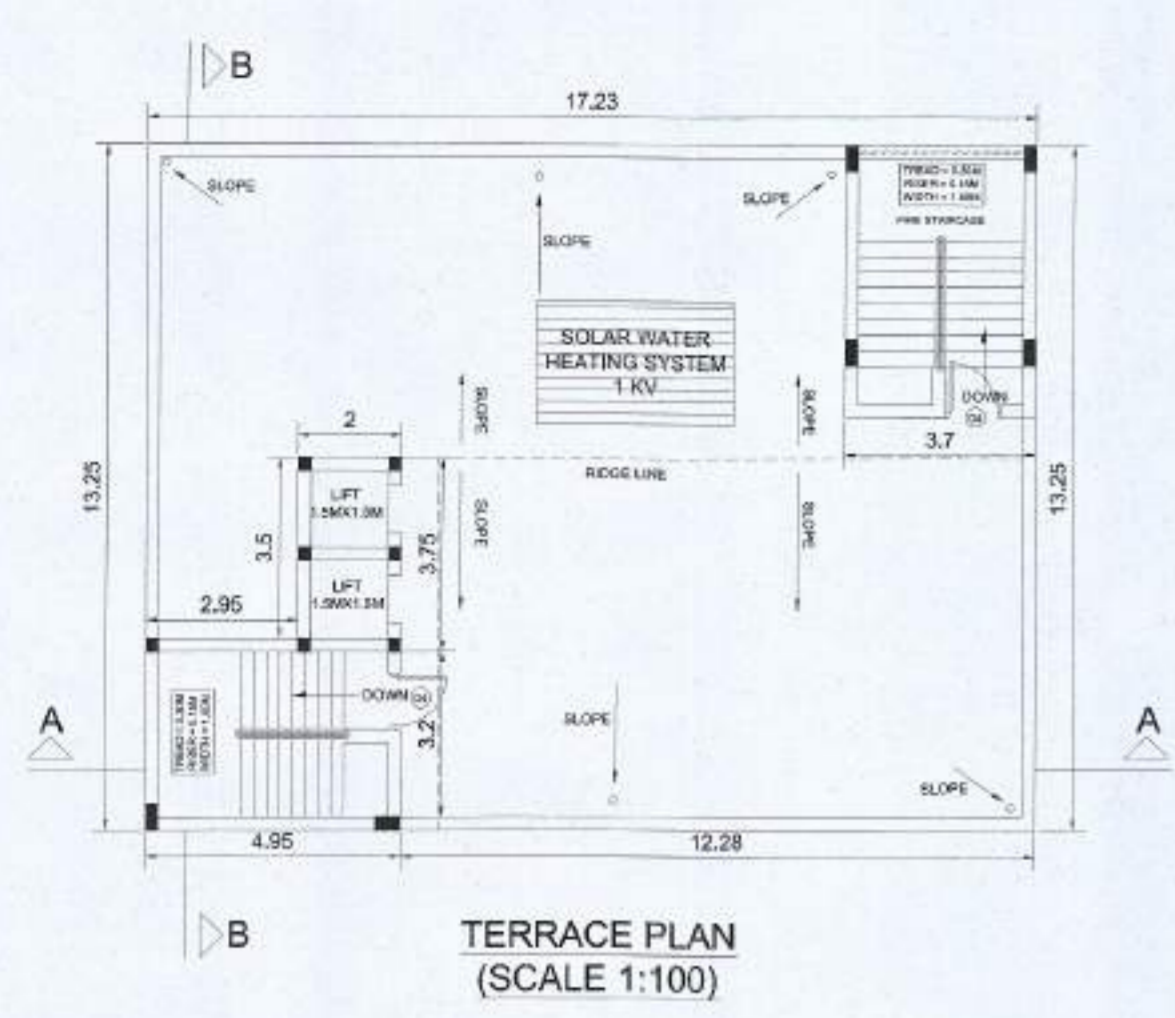 B
17.23
SLOPE
SLOPE
SLOPE
WIDTH =
FIRE STAIRCASE
SOLAR WATER
HEATING SYSTEM
1 KV
SLOPE
SLOPE
DOWN
3.7
2
RIDGE LINE
13.25
13.25
LIFT
3.5
3.75
SLOPE
SLOPE
LIFT
2.95
DOWN
3.2
SLOPE
A
A
SLOPE
4.95
12.28
B
TERRACE PLAN
(SCALE 1:100)